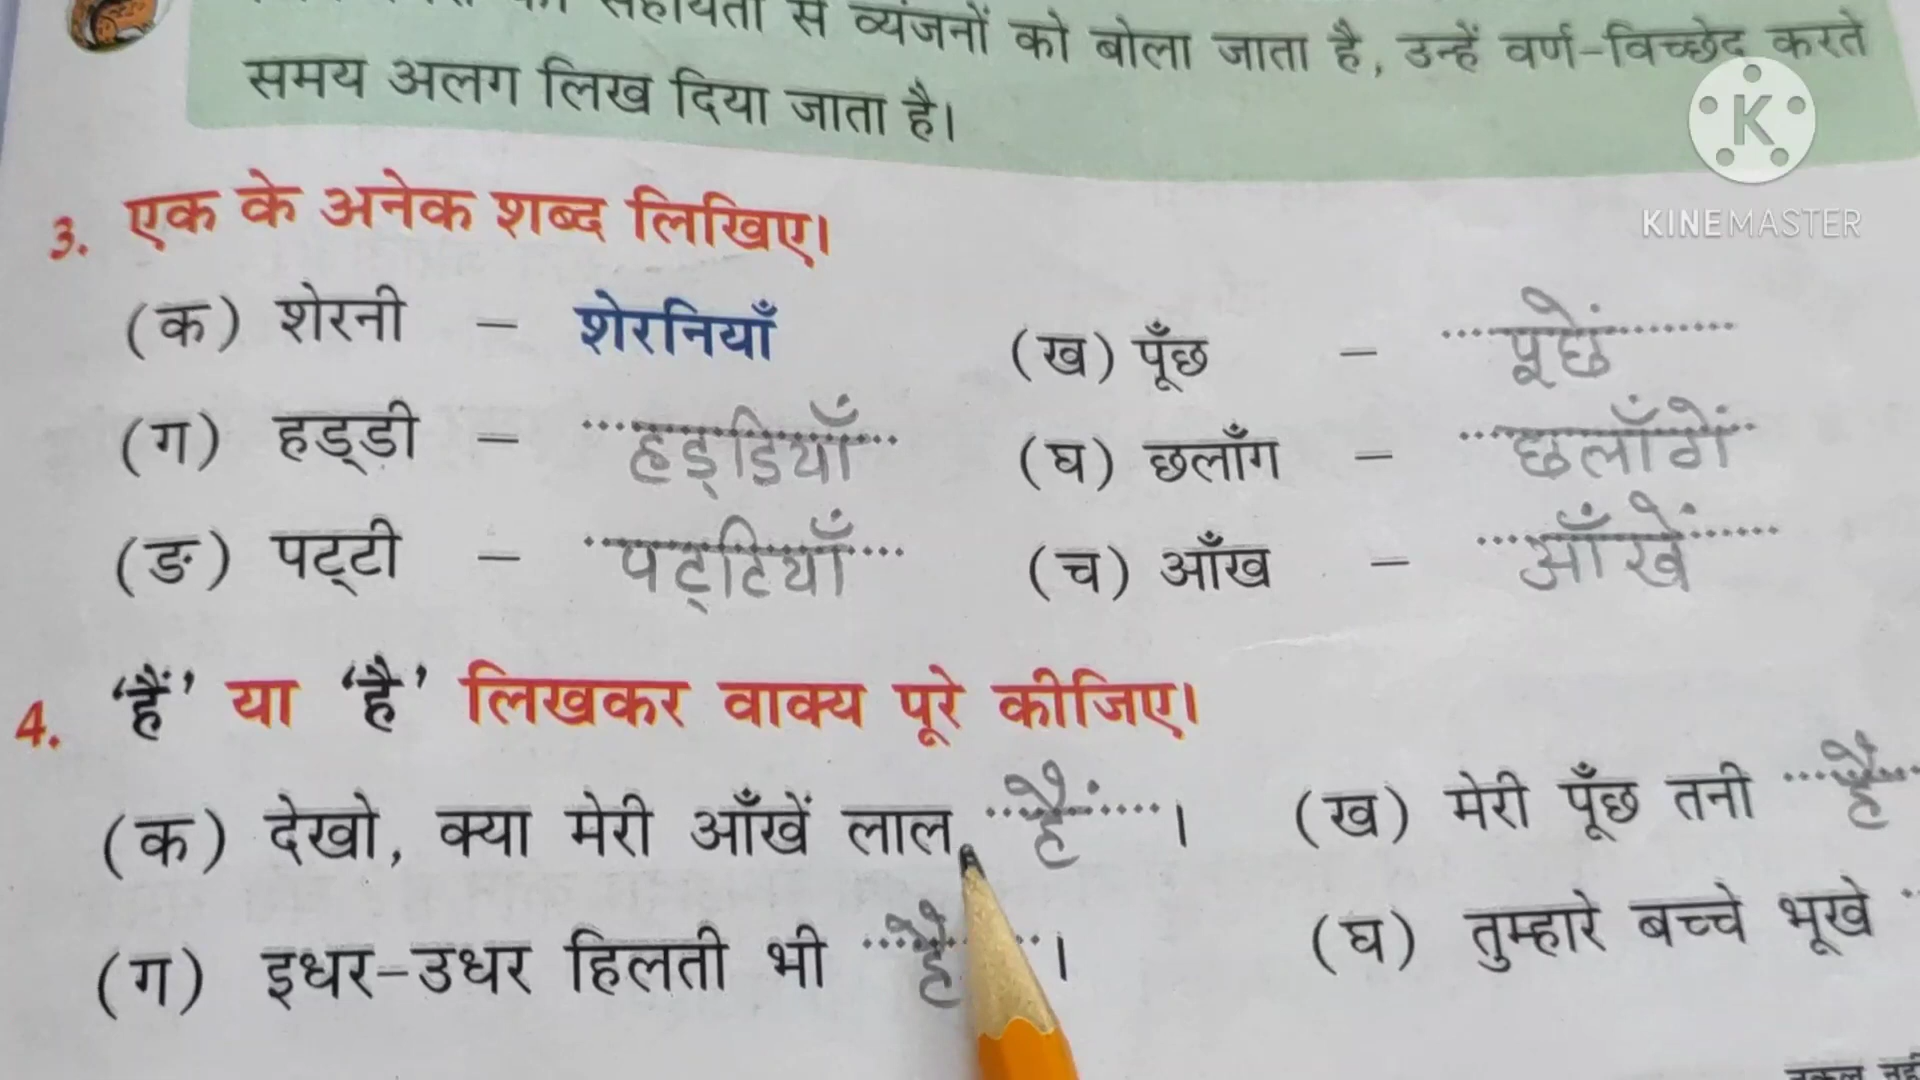 की सहायता से व्यंजनों को बोला जाता है, उन्हें वर्ण-विच्छेद करते
समय अलग लिख दिया जाता है।
K
KINEMASTER
3. एक के अनेक शब्द लिखिए।
(क) शेरनी – शेरनियाँ (ख) पूँछ – पूछें
(ग) हड्डी – हड्डियाँ (घ) छलाँग – छलाँगें
(ङ) पट्टी – पट्टियाँ (च) आँख – आँखें
4. ‘हैं’ या ‘है’ लिखकर वाक्य पूरे कीजिए।
(क) देखो, क्या मेरी आँखें लाल हैं। (ख) मेरी पूँछ तनी है
(ग) इधर-उधर हिलती भी है। (घ) तुम्हारे बच्चे भूखे